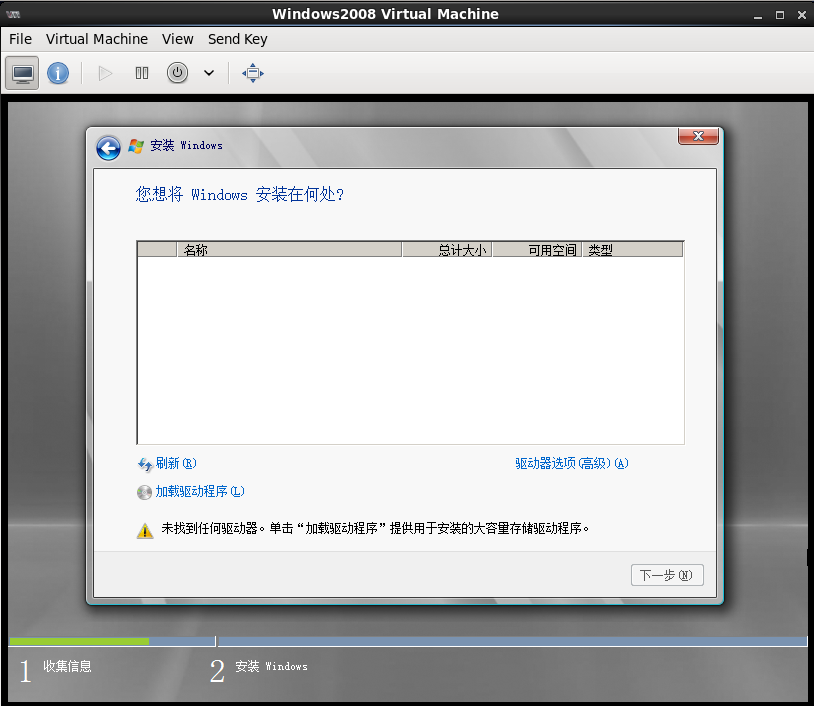 Windows2008 Virtual Machine
File Virtual Machine View Send Key
安装 Windows
您想将 Windows 安装在何处?
名称 总计大小 可用空间 类型
刷新(R) 驱动器选项(高级)(A)
加载驱动程序(L)
未找到任何驱动器。单击“加载驱动程序”提供用于安装的大容量存储驱动程序。
下一步(N)
1 收集信息 2 安装 Windows